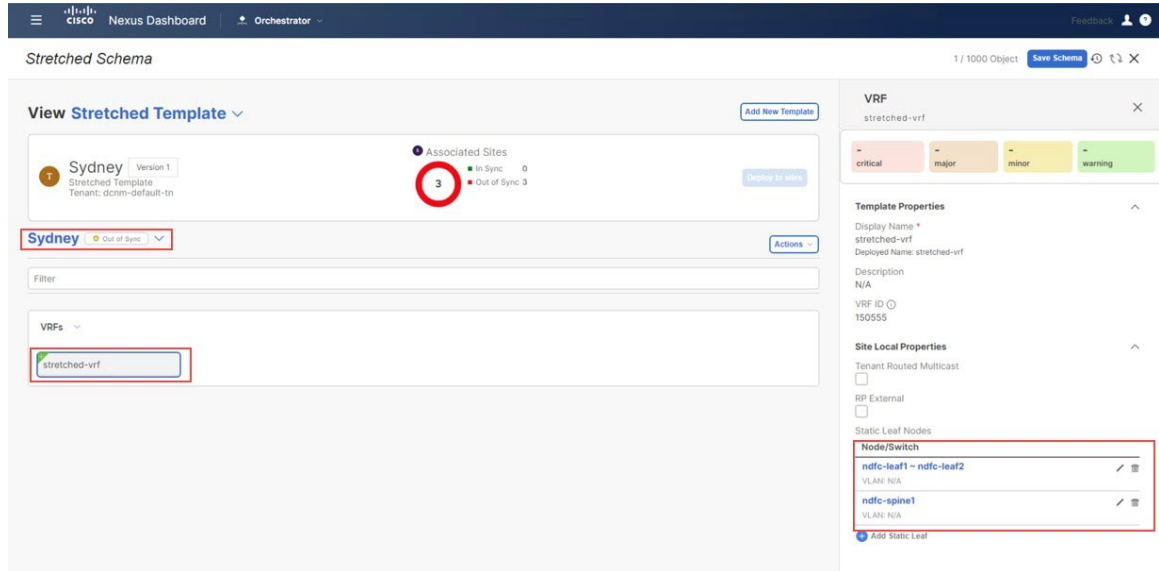 CISCO Nexus Dashboard Orchestrator Feedback
Stretched Schema 1 / 1000 Object Save Schema
View Stretched Template Add New Template
T Sydney Version 1
Stretched Template
Tenant: dcnm-default-tn
Associated Sites
3
In Sync 0
Out of Sync 3
Deploy to sites
Sydney Out of Sync
Actions
Filter
VRFs
stretched-vrf
VRF
stretched-vrf
- - - -
critical major minor warning
Template Properties
Display Name *
stretched-vrf
Deployed Name: stretched-vrf
Description
N/A
VRF ID
150555
Site Local Properties
Tenant Routed Multicast
RP External
Static Leaf Nodes
Node/Switch
ndfc-leaf1 ~ ndfc-leaf2
VLAN: N/A
ndfc-spine1
VLAN: N/A
Add Static Leaf